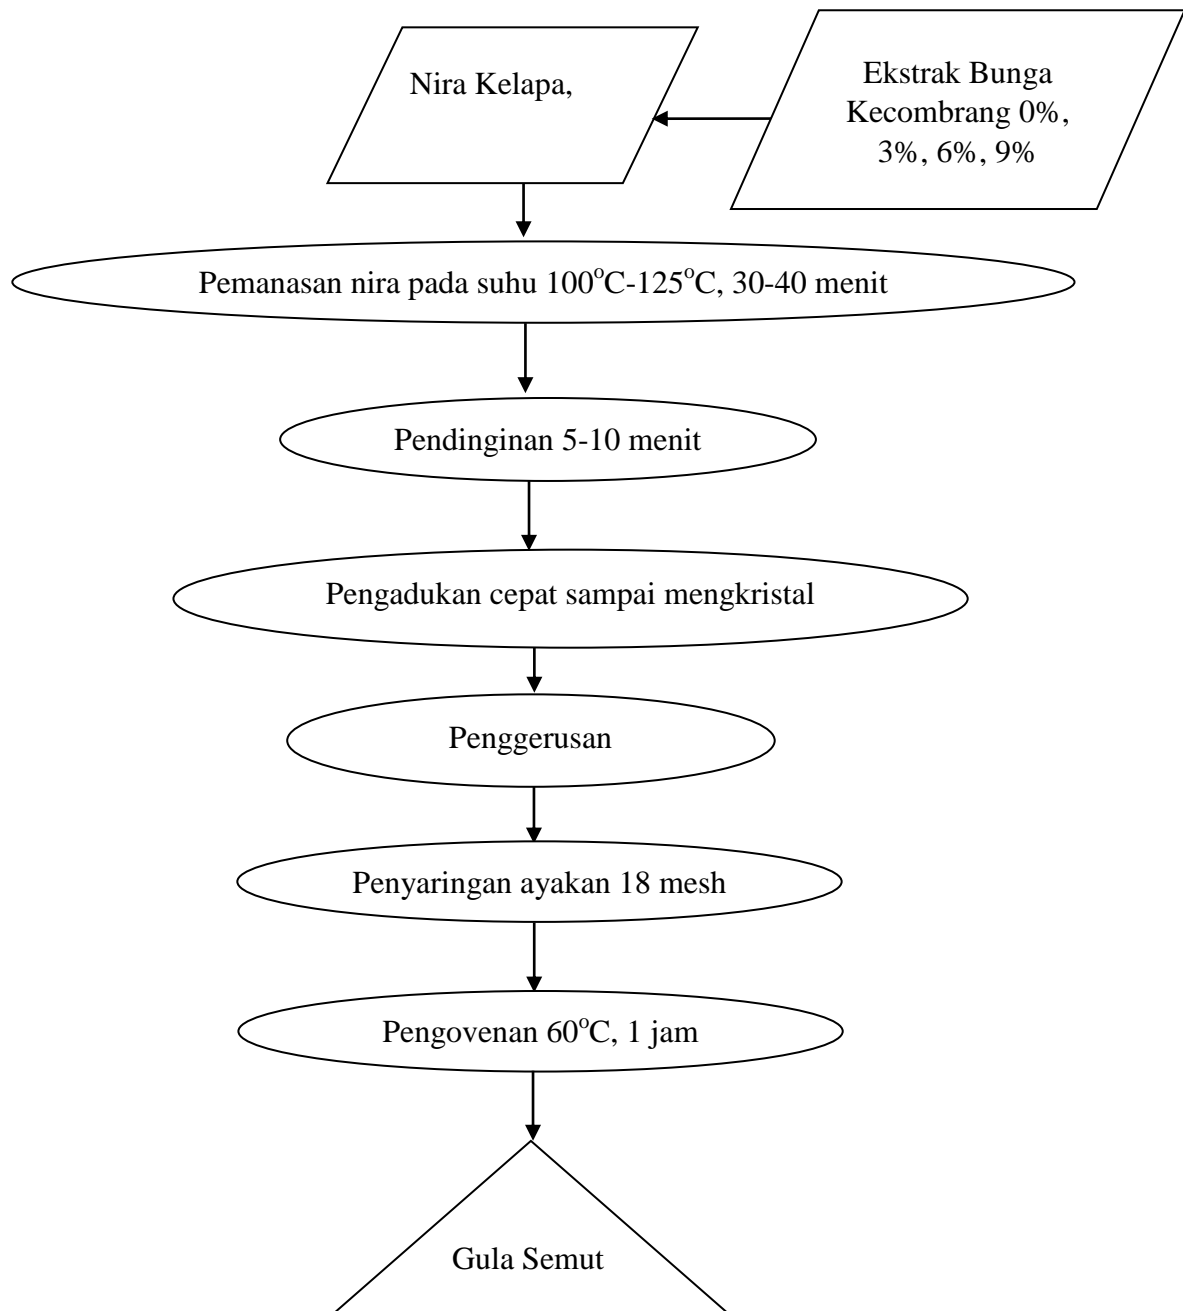 Nira Kelapa,
Ekstrak Bunga
Kecombrang 0%,
3%, 6%, 9%
Pemanasan nira pada suhu 100°C-125°C, 30-40 menit
Pendinginan 5-10 menit
Pengadukan cepat sampai mengkristal
Penggerusan
Penyaringan ayakan 18 mesh
Pengovenan 60°C, 1 jam
Gula Semut